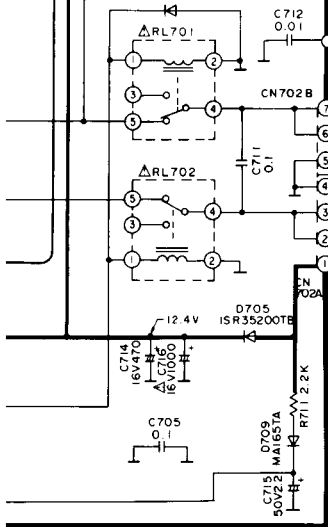 C712
0.01
⚠RL701
1
2
CN702B
3
4
7
5
6
C711
0.1
5
⚠RL702
4
5
4
3
3
2
1
2
1
CN
702A
D705
1SR35200TB
12.4V
C714
16V470
⚠C716
16V1000
+
+
R711 2.2K
C705
0.1
D709
MA165TA
C715
50V2.2
+